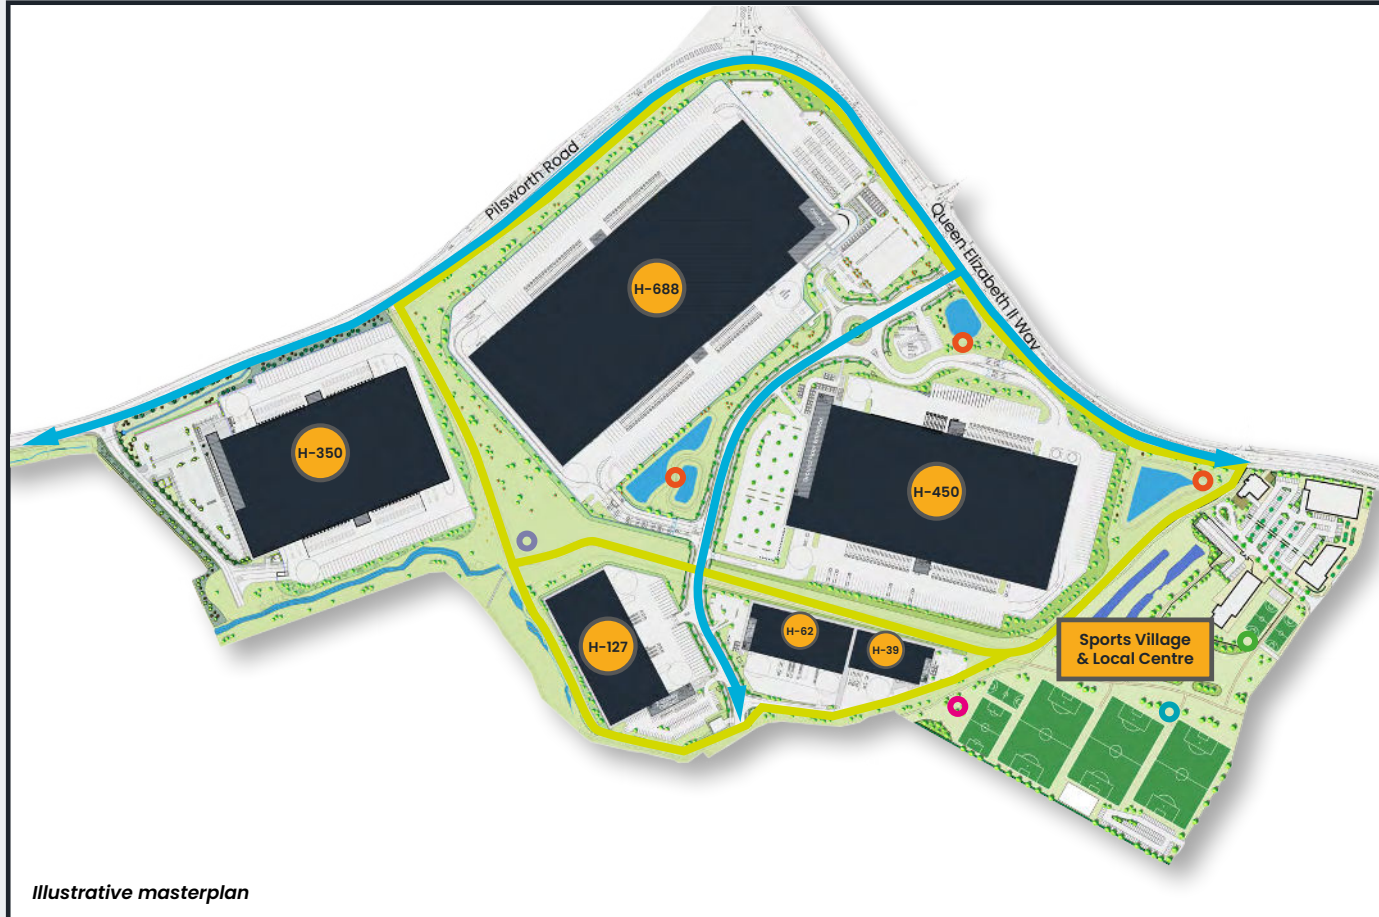 Pilsworth Road
Queen Elizabeth II Way
H-688
H-350
H-450
H-127
H-62
H-39
Sports Village
& Local Centre
Illustrative masterplan